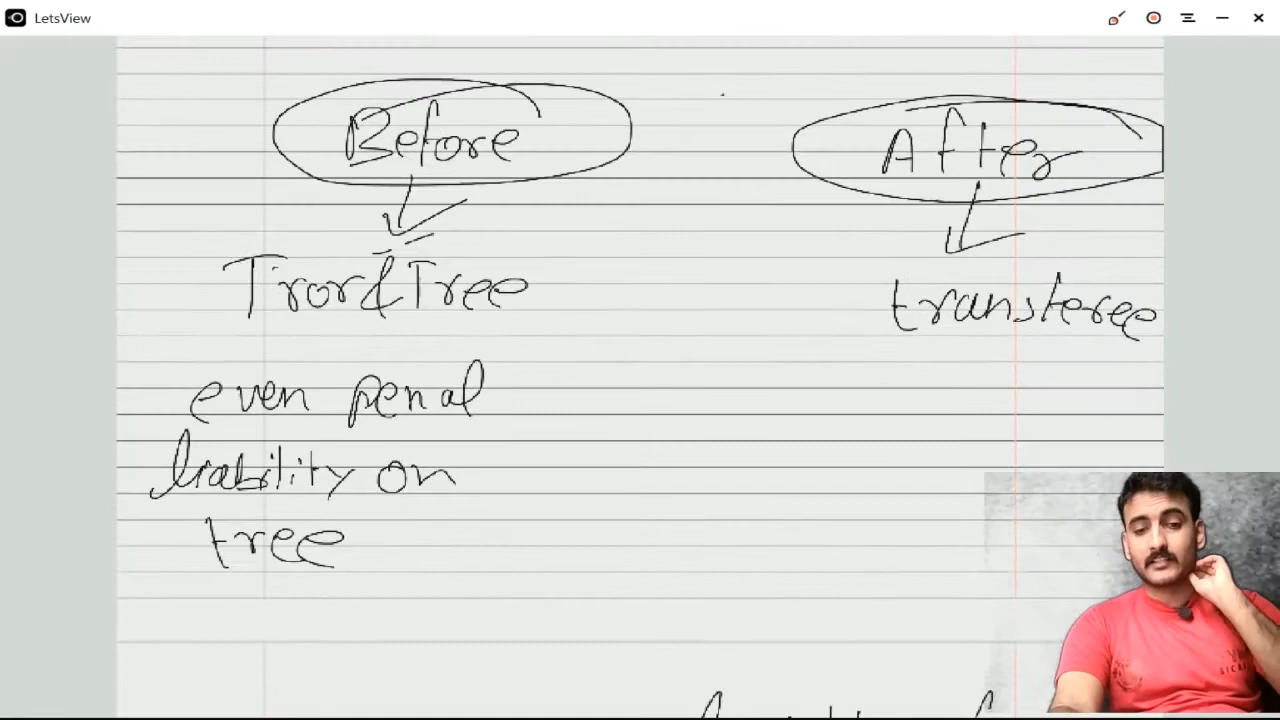 LetsView
Before
After
Tror & Tree
transferee
even penal
liability on
tree